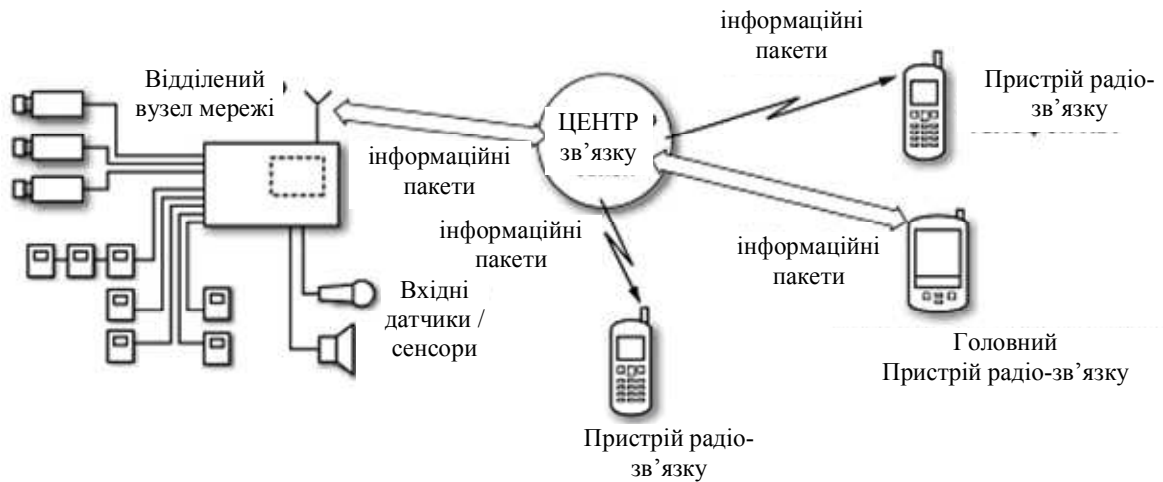 інформаційні
пакети
Відділений
вузел мережі
Пристрій радіо-
зв’язку
ЦЕНТР
зв’язку
інформаційні
пакети
інформаційні
пакети
інформаційні
пакети
Вхідні
датчики /
сенсори
Головний
Пристрій радіо-зв’язку
Пристрій радіо-
зв’язку